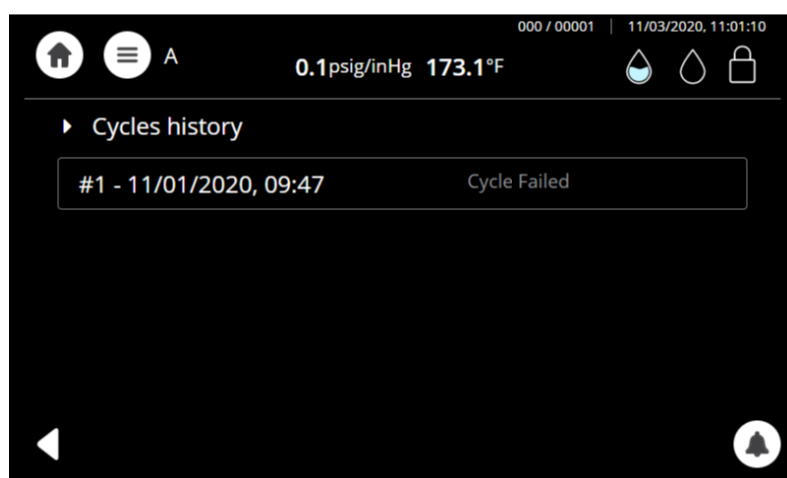 000 / 00001 | 11/03/2020, 11:01:10
A 0.1psig/inHg 173.1°F
Cycles history
#1 - 11/01/2020, 09:47 Cycle Failed